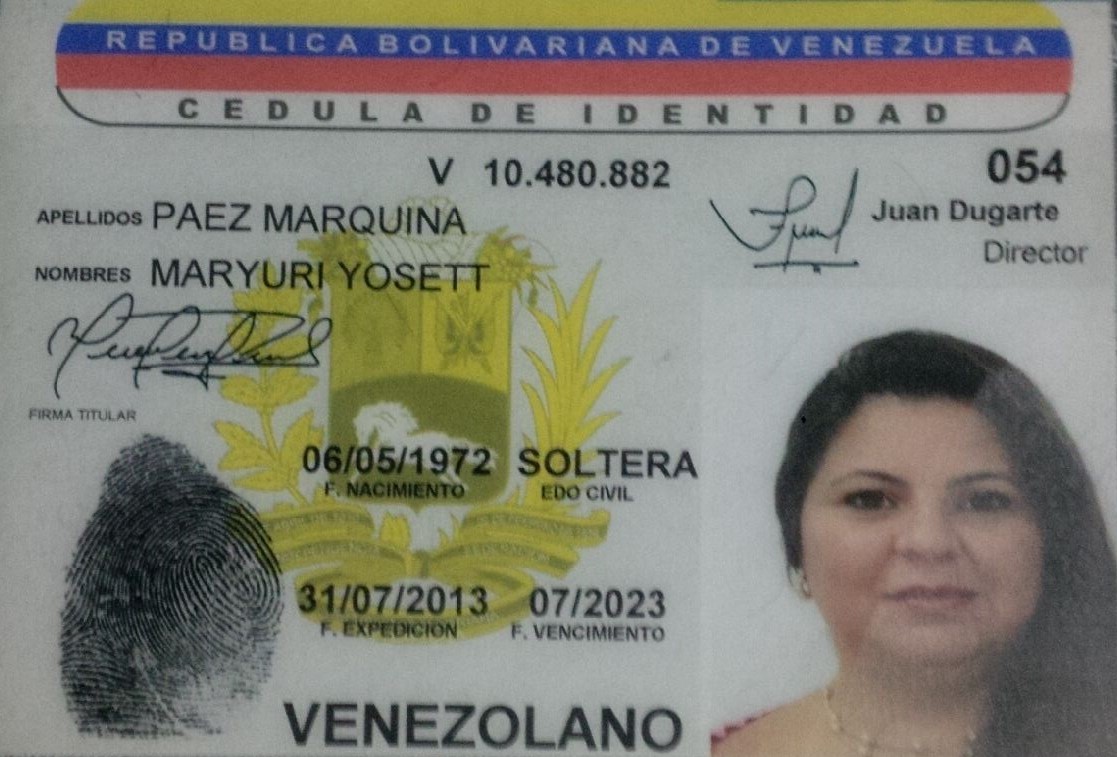 REPUBLICA BOLIVARIANA DE VENEZUELA
CEDULA DE IDENTIDAD
V 10.480.882
054
Juan Dugarte
Director
APELLIDOS PAEZ MARQUINA
NOMBRES MARYURI YOSETT
FIRMA TITULAR
06/05/1972 SOLTERA
F. NACIMIENTO EDO CIVIL
31/07/2013 07/2023
F. EXPEDICION F. VENCIMIENTO
VENEZOLANO